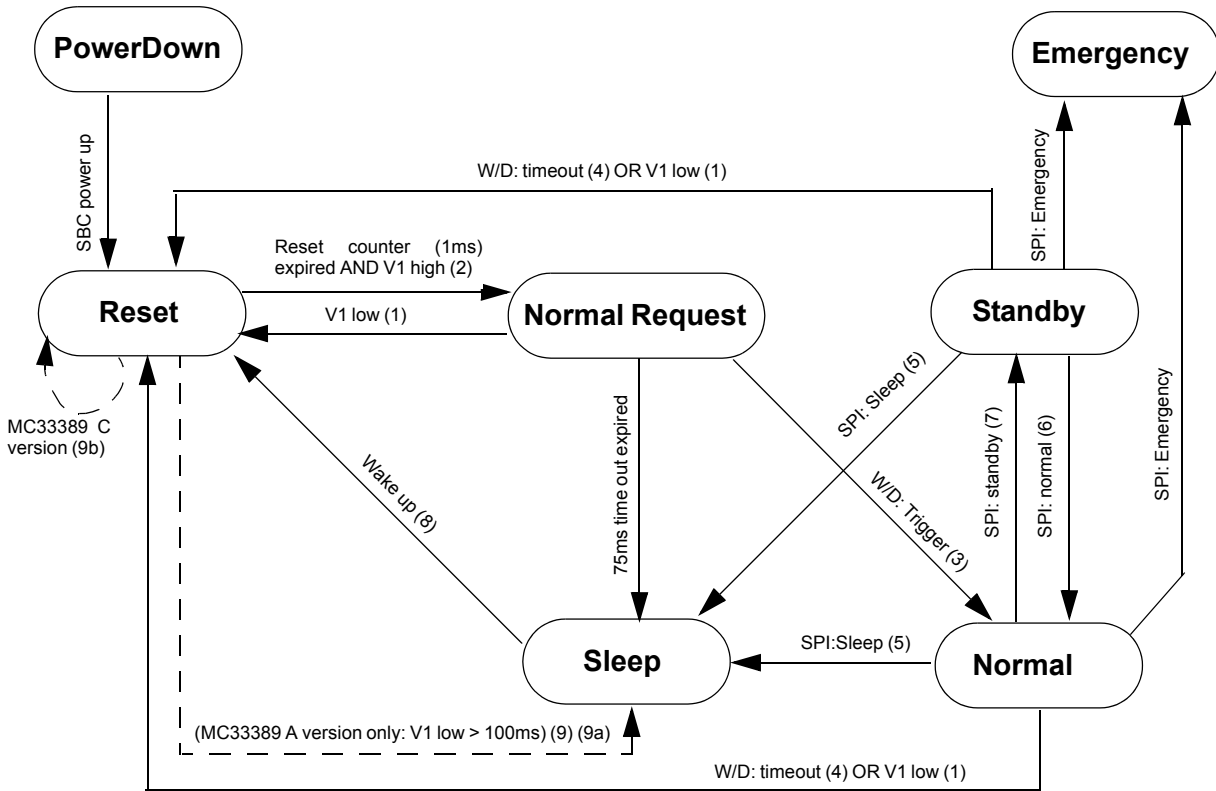 PowerDown
Emergency
SBC power up
W/D: timeout (4) OR V1 low (1)
SPI: Emergency
Reset counter (1ms)
expired AND V1 high (2)
Reset
V1 low (1)
Normal Request
Standby
MC33389 C
version (9b)
Wake up (8)
75ms time out expired
SPI: Sleep (5)
W/D: Trigger (3)
SPI: standby (7)
SPI: normal (6)
SPI: Emergency
Sleep
SPI:Sleep (5)
Normal
(MC33389 A version only: V1 low > 100ms) (9) (9a)
W/D: timeout (4) OR V1 low (1)